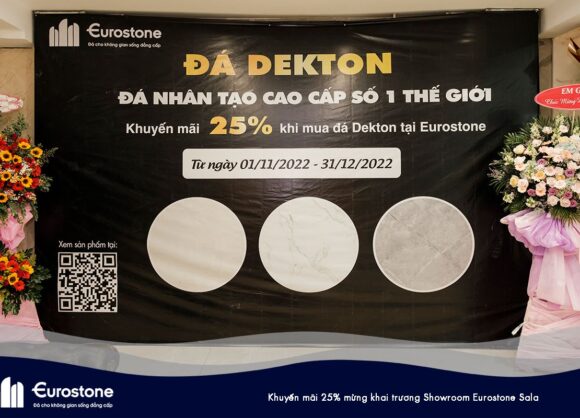 Eurostone
Đá cho không gian sống đẳng cấp
ĐÁ DEKTON
ĐÁ NHÂN TẠO CAO CẤP SỐ 1 THẾ GIỚI
Khuyến mãi 25% khi mua đá Dekton tại Eurostone
Từ ngày 01/11/2022 - 31/12/2022
Xem sản phẩm tại:
EM G
Chúc Mừng
Eurostone
Đá cho không gian sống đẳng cấp
Khuyến mãi 25% mừng khai trương Showroom Eurostone Sala